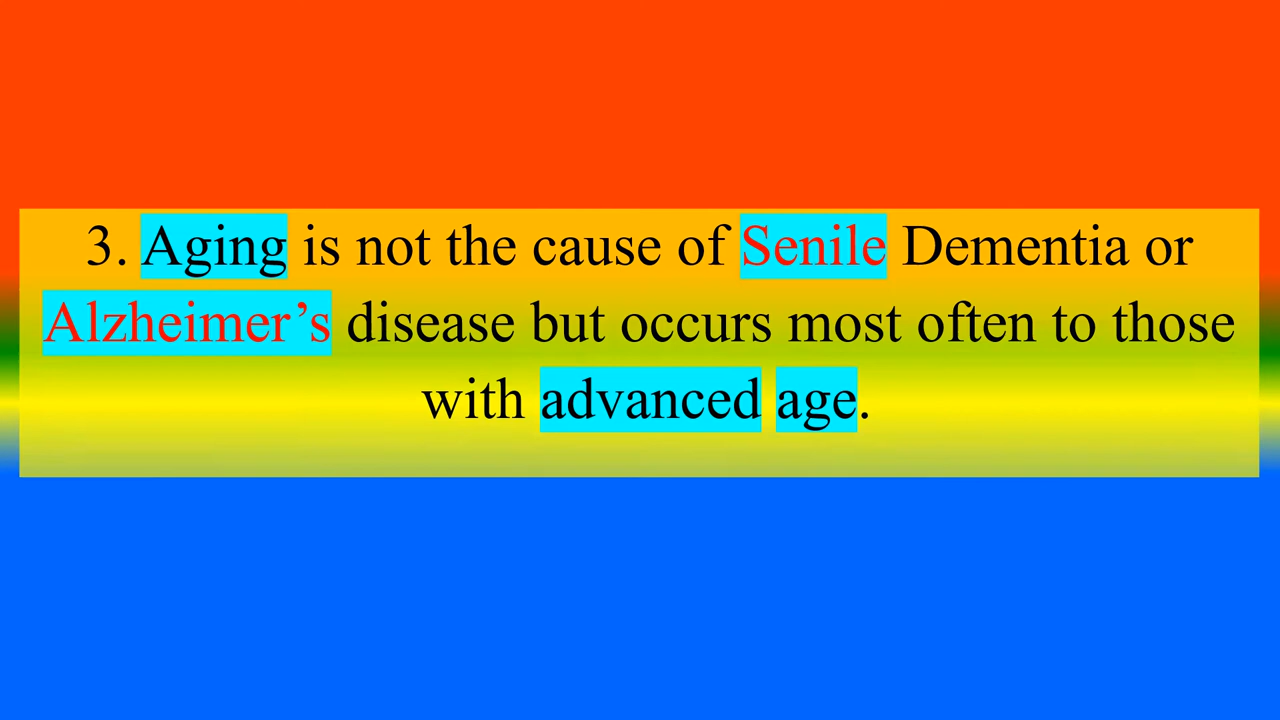 3. Aging is not the cause of Senile Dementia or
Alzheimer’s disease but occurs most often to those
with advanced age.